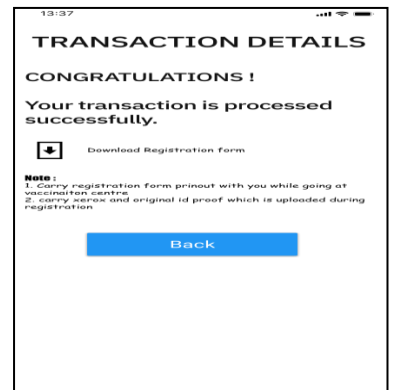 13:37
TRANSACTION DETAILS
CONGRATULATIONS !
Your transaction is processed
successfully.
Download Registration form
Note :
1. Carry registration form prinout with you while going at
vaccinaiton centre
2. carry xerox and original id proof which is uploaded during
registration
Back